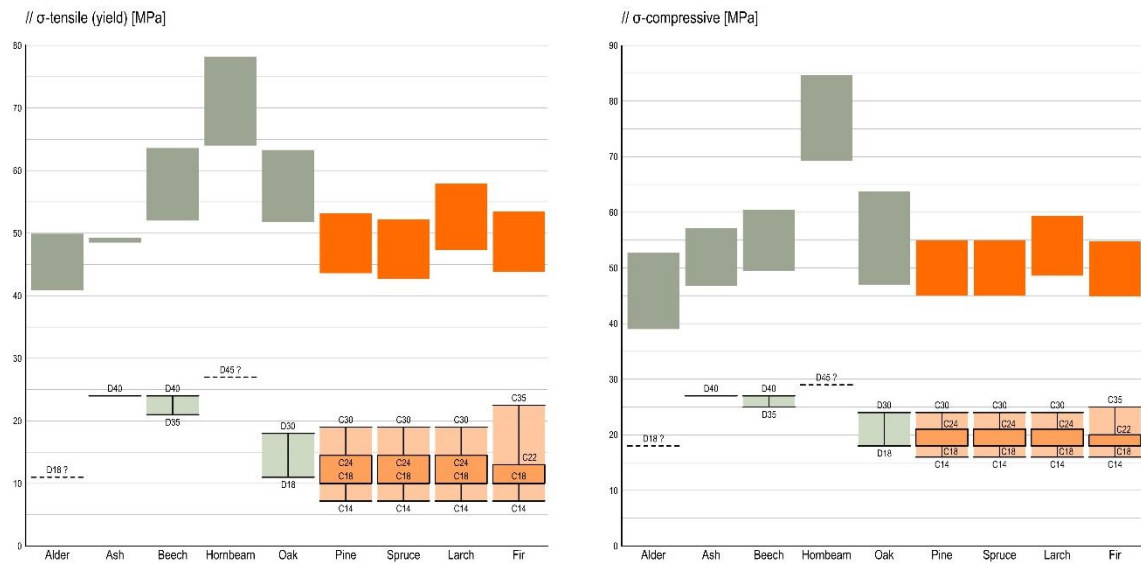 // σ-tensile (yield) [MPa]
80
70
60
50
40
30
20
10
0
D18 ?
D40
D40
D35
D45 ?
D30
D18
C30
C24
C18
C14
C30
C24
C18
C14
C30
C24
C18
C14
C35
C22
C18
C14
Alder Ash Beech Hornbeam Oak Pine Spruce Larch Fir
// σ-compressive [MPa]
90
80
70
60
50
40
30
20
10
0
D18 ?
D40
D40
D35
D45 ?
D30
D18
C30
C24
C18
C14
C30
C24
C18
C14
C30
C24
C18
C14
C35
C22
C18
C14
Alder Ash Beech Hornbeam Oak Pine Spruce Larch Fir